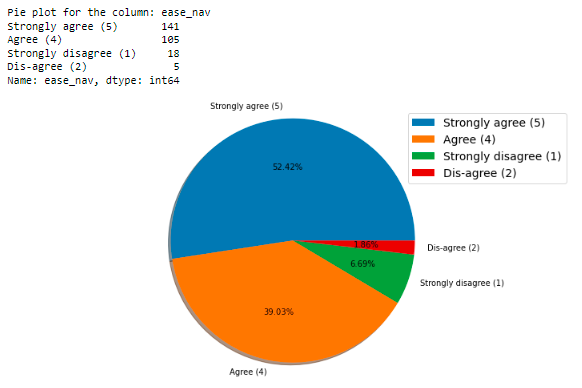 Pie plot for the column: ease_nav
Strongly agree (5)       141
Agree (4)                105
Strongly disagree (1)     18
Dis-agree (2)              5
Name: ease_nav, dtype: int64
Strongly agree (5)
Strongly agree (5)
Agree (4)
Strongly disagree (1)
Dis-agree (2)
52.42%
1.86%
Dis-agree (2)
6.69%
Strongly disagree (1)
39.03%
Agree (4)